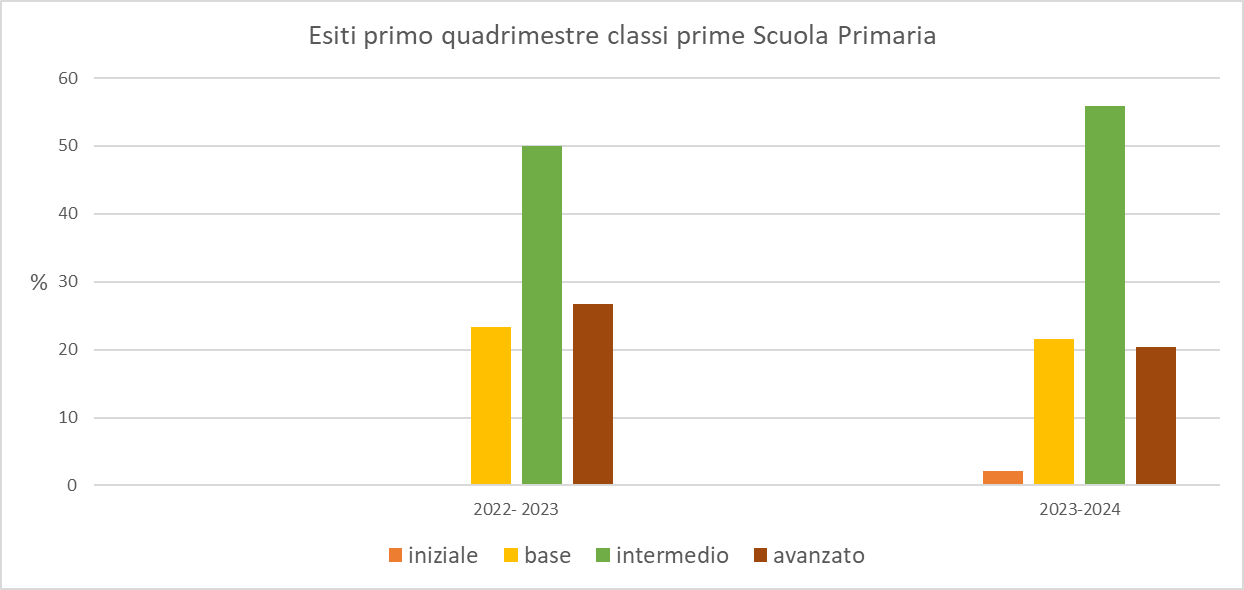 Esiti primo quadrimestre classi prime Scuola Primaria
60
50
40
% 30
20
10
0
2022- 2023 2023-2024
iniziale base intermedio avanzato